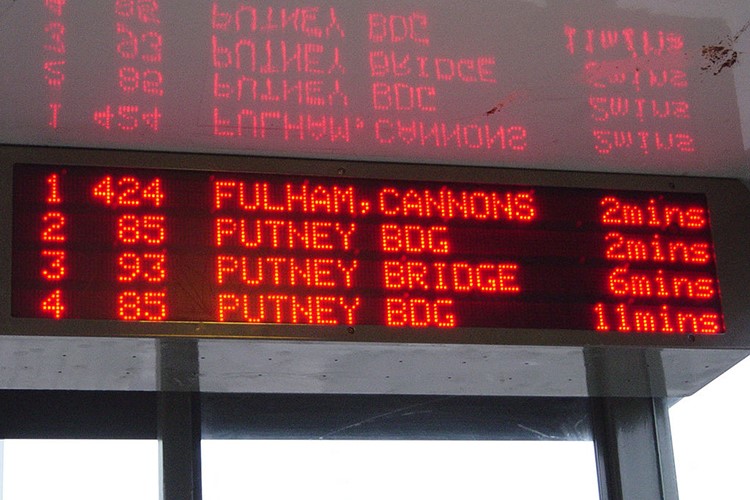 1 424 FULHAM,CANNONS 2mins
2 85 PUTNEY BDG 2mins
3 93 PUTNEY BRIDGE 6mins
4 85 PUTNEY BDG 11mins